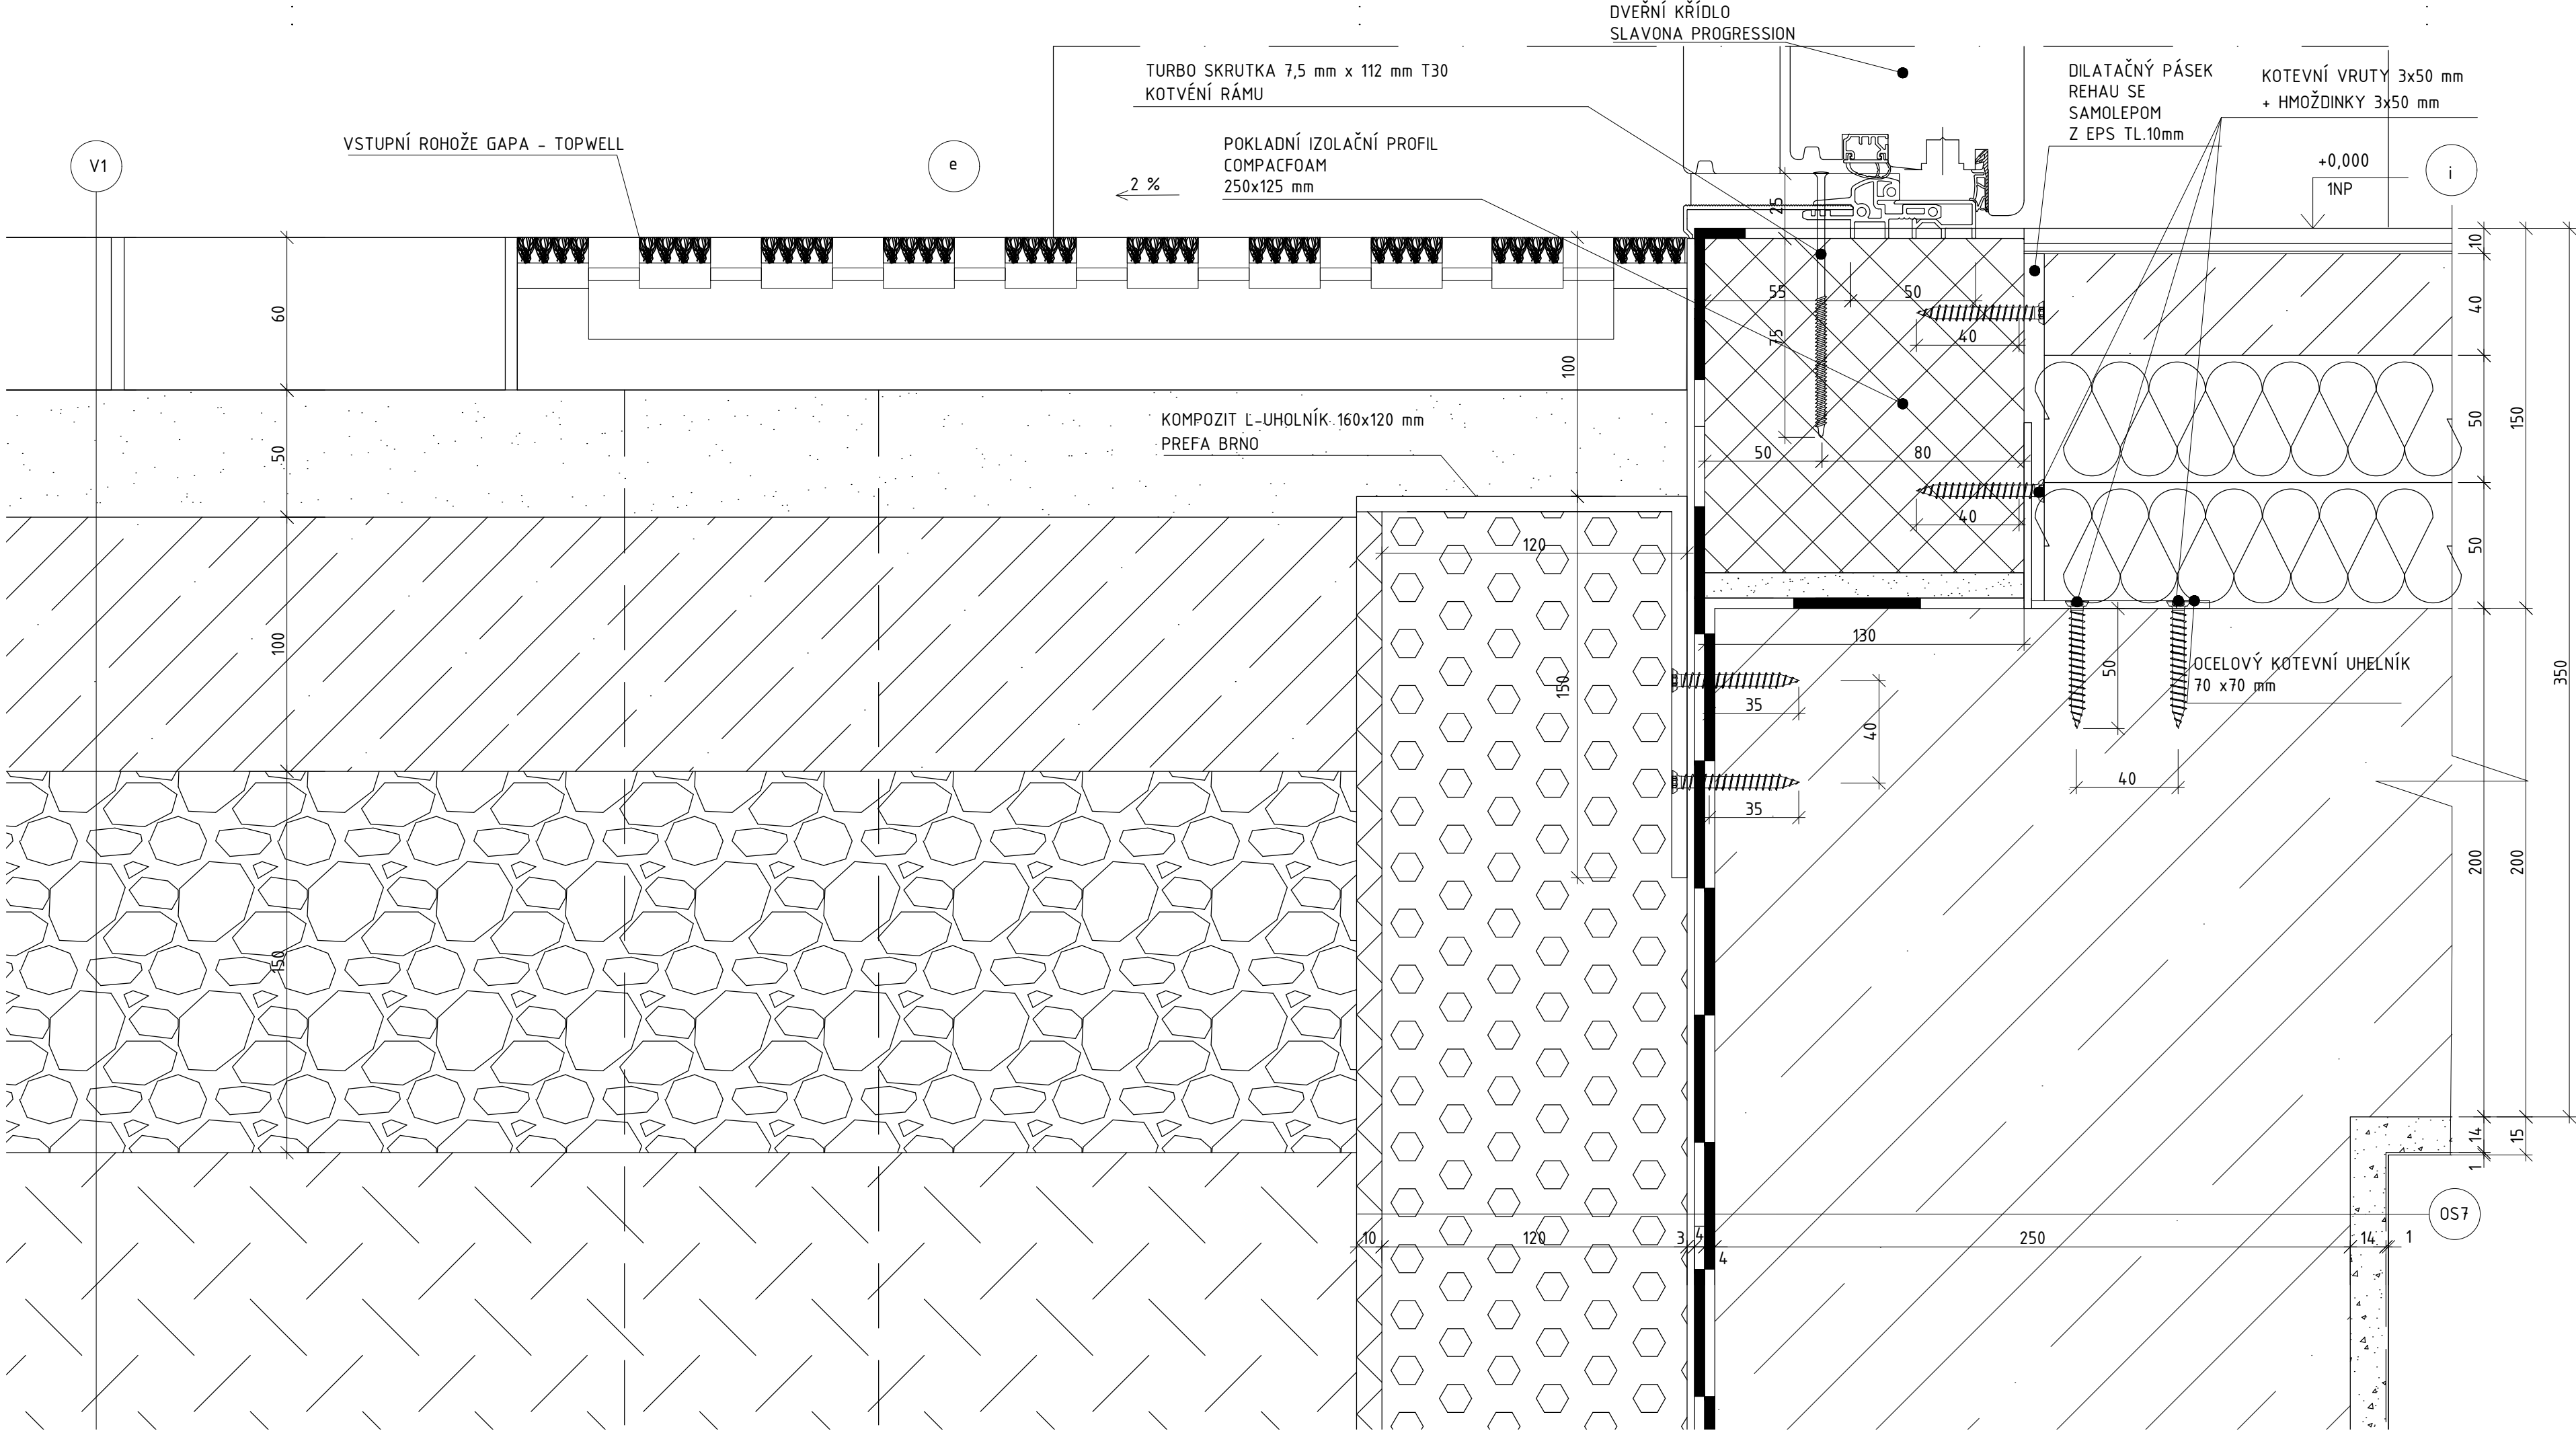 DVEŘNÍ KŘÍDLO
SLAVONA PROGRESSION
TURBO SKRUTKA 7,5 mm x 112 mm T30
KOTVÉNÍ RÁMU
DILATAČNÝ PÁSEK
REHAU SE
SAMOLEPOM
Z EPS TL.10mm
KOTEVNÍ VRUTY 3x50 mm
+ HMOŽDINKY 3x50 mm
VSTUPNÍ ROHOŽE GAPA - TOPWELL
POKLADNÍ IZOLAČNÍ PROFIL
COMPACFOAM
250x125 mm
V1
e
2 %
+0,000
1NP
i
25
10
60
55
50
40
75
40
100
50
150
KOMPOZIT L-UHOLNÍK 160x120 mm
PREFA BRNO
50
50
80
40
120
50
100
130
150
35
40
50
OCELOVÝ KOTEVNÍ UHELNÍK
70 x70 mm
350
35
40
200
200
150
14
15
1
OS7
10
120
3
4
4
250
14
1